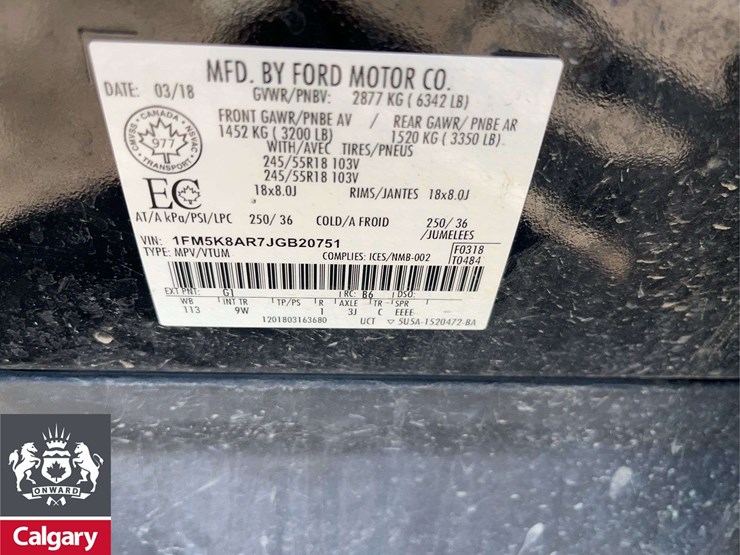 MFD. BY FORD MOTOR CO.
DATE: 03/18
GVWR/PNBV: 2877 KG ( 6342 LB)
FRONT GAWR/PNBE AV / REAR GAWR/ PNBE AR
1452 KG ( 3200 LB) 1520 KG ( 3350 LB)
WITH/AVEC TIRES/PNEUS
245/55R18 103V
245/55R18 103V
18x8.0J RIMS/JANTES 18x8.0J
CANADA
CMVSS NSVAC
977
TRANSPORT
EC
AT/A kPa/PSI/LPC 250/ 36 COLD/A FROID 250/ 36
/JUMELEES
VIN: 1FM5K8AR7JGB20751
F0318
TYPE: MPV/VTUM COMPLIES: ICES/NMB-002 T0484
EXT PNT: G1 RC: B6 DSO:
WB INT TR TP/PS R AXLE TR SPR
113 9W I 3J C EEEE
1201803163680 UCT 5U5A-1520472-BA
ONWARD
Calgary